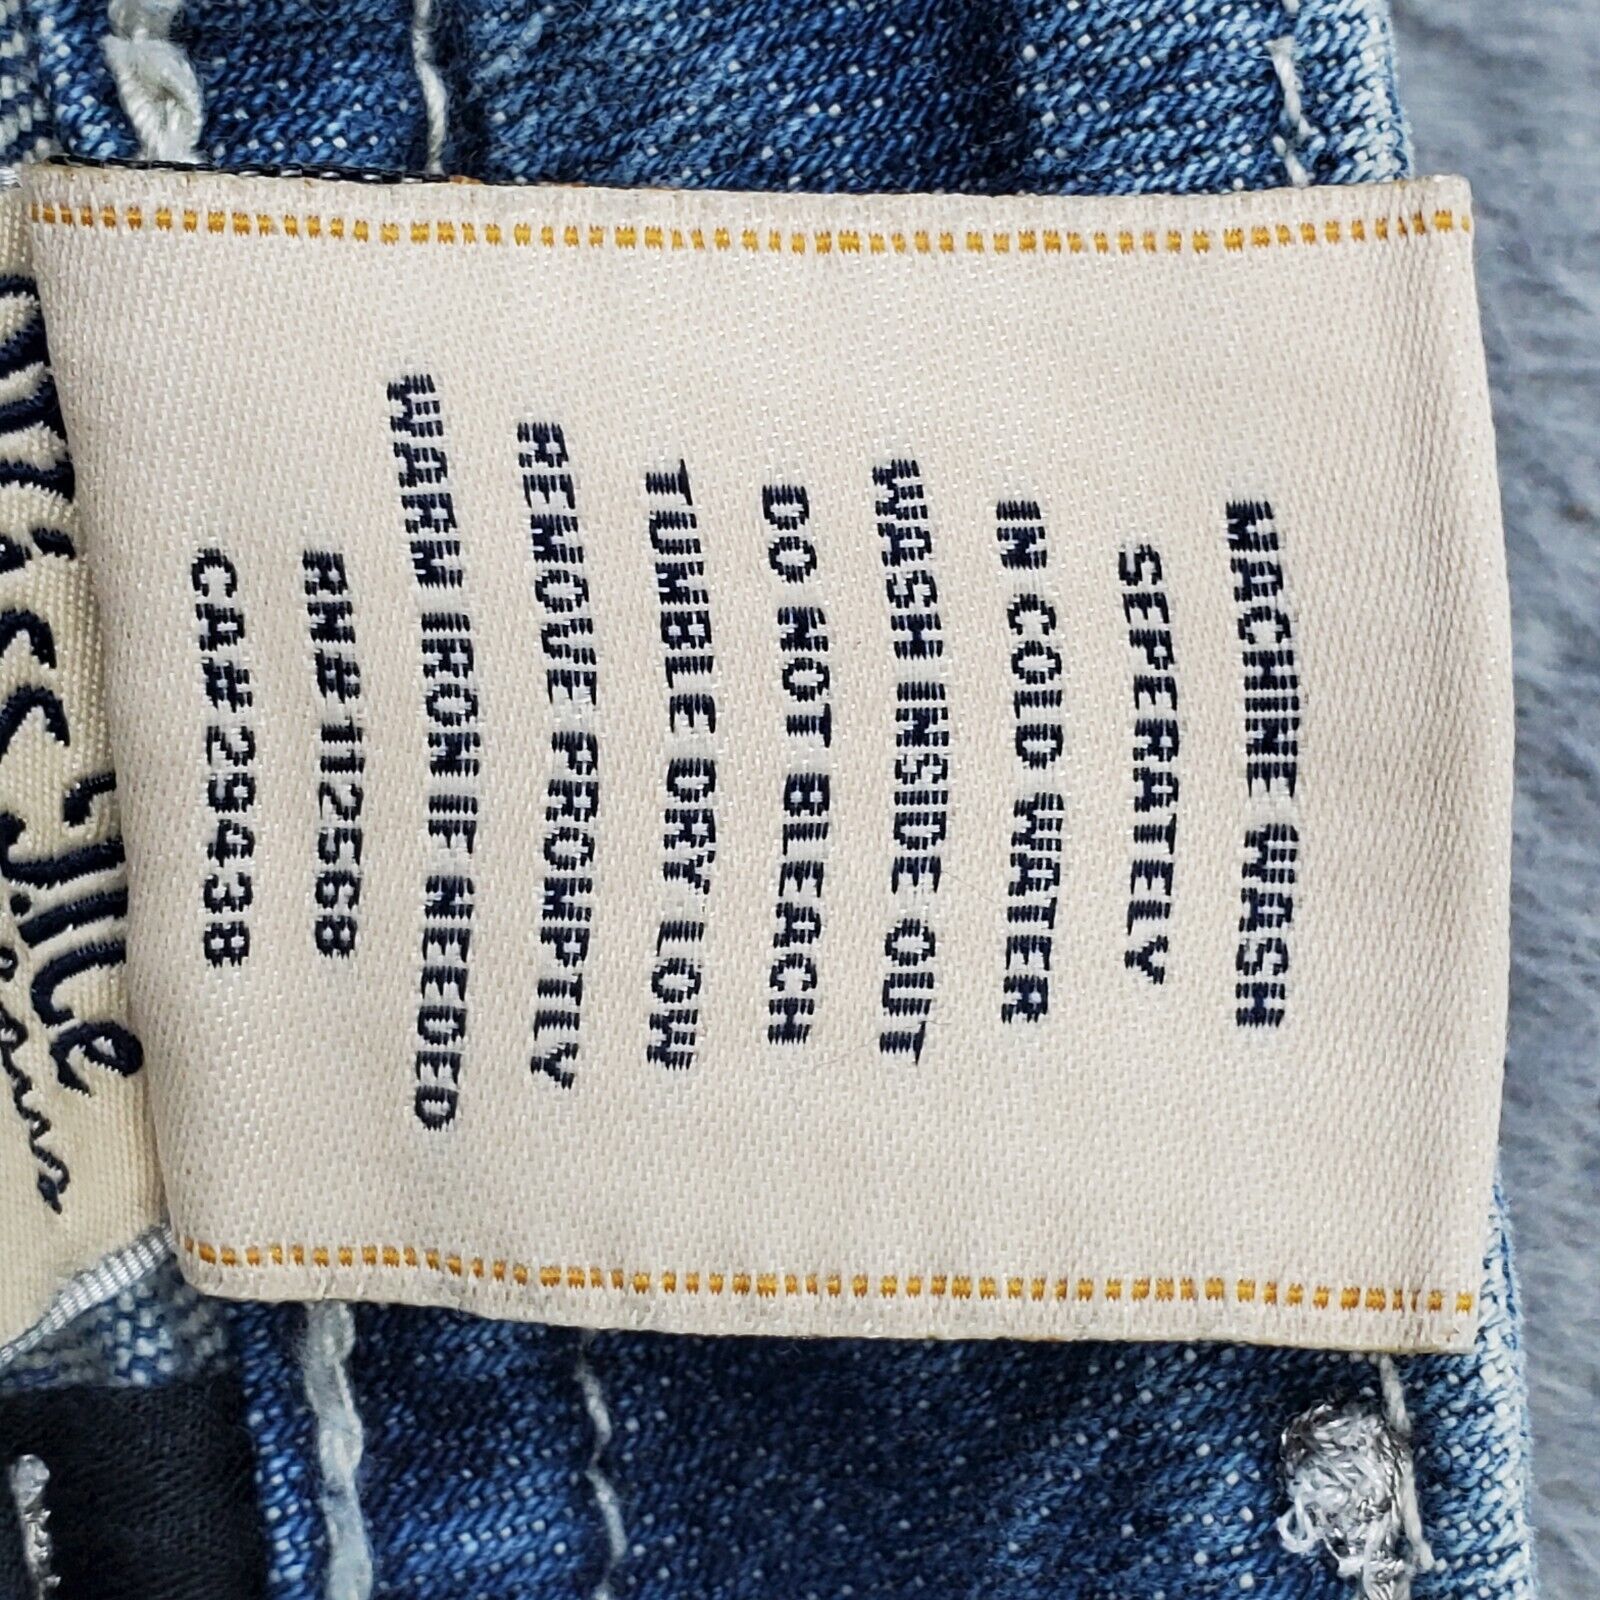 MACHINE WASH
SEPERATELY
IN COLD WATER
WASH INSIDE OUT
DO NOT BLEACH
TUMBLE DRY LOW
REMOVE PROMPTLY
WARM IRON IF NEEDED
RN# 112568
CA# 29438